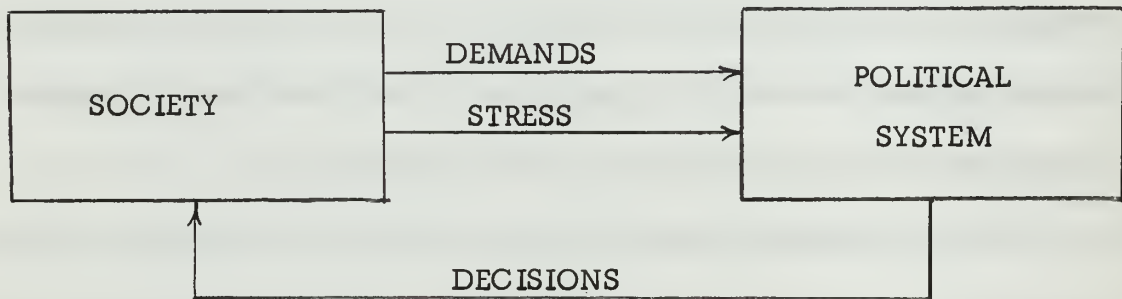 DEMANDS
SOCIETY
STRESS
POLITICAL
SYSTEM
DECISIONS